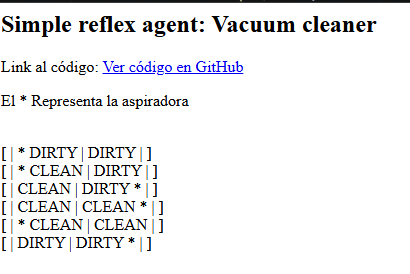 Simple reflex agent: Vacuum cleaner
Link al código: Ver código en GitHub
El * Representa la aspiradora
[ | * DIRTY | DIRTY | ]
[ | * CLEAN | DIRTY | ]
[ | CLEAN | DIRTY * | ]
[ | CLEAN | CLEAN * | ]
[ | * CLEAN | CLEAN | ]
[ | DIRTY | DIRTY * | ]